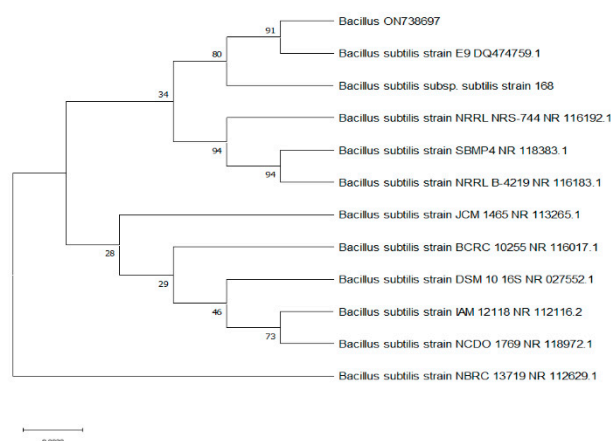 Bacillus ON738697
91
Bacillus subtilis strain E9 DQ474759.1
80
Bacillus subtilis subsp. subtilis strain 168
34
Bacillus subtilis strain NRRL NRS-744 NR 116192.1
94
Bacillus subtilis strain SBMP4 NR 118383.1
94
Bacillus subtilis strain NRRL B-4219 NR 116183.1
Bacillus subtilis strain JCM 1465 NR 113265.1
28
Bacillus subtilis strain BCRC 10255 NR 116017.1
29
Bacillus subtilis strain DSM 10 16S NR 027552.1
46
Bacillus subtilis strain IAM 12118 NR 112116.2
73
Bacillus subtilis strain NCDO 1769 NR 118972.1
Bacillus subtilis strain NBRC 13719 NR 112629.1